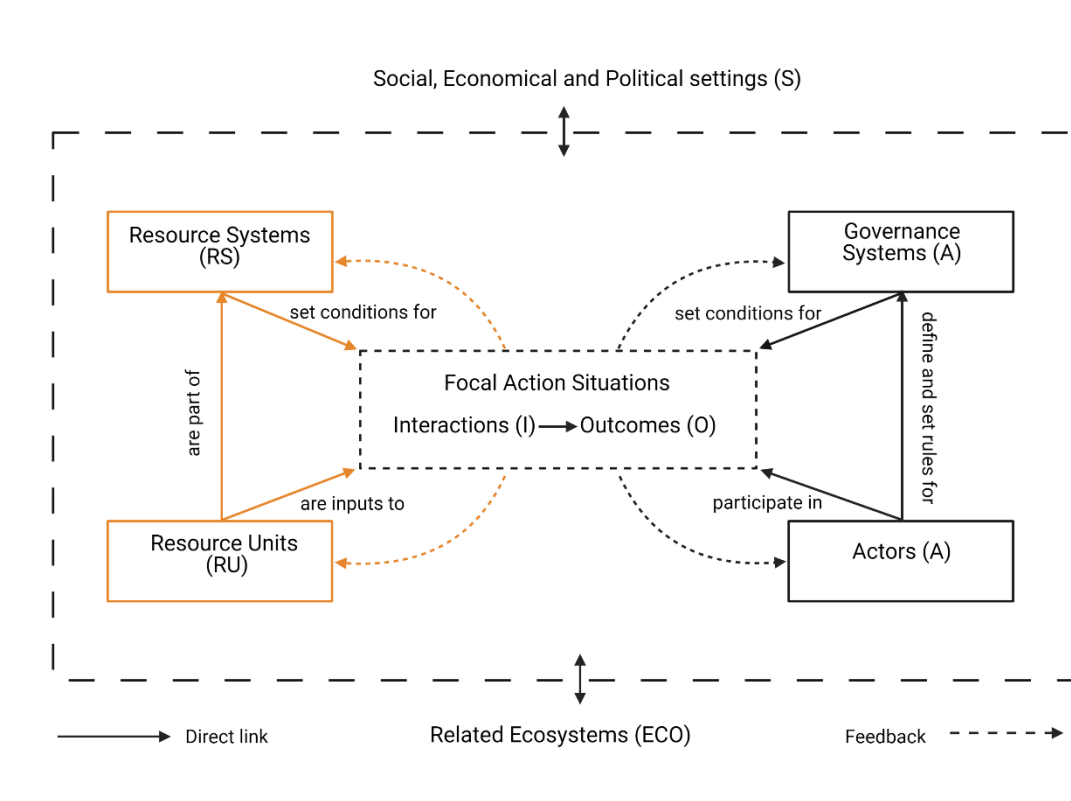 Social, Economical and Political settings (S)
Resource Systems
(RS)
Governance
Systems (A)
set conditions for
set conditions for
are part of
define and set rules for
Focal Action Situations
Interactions (I) Outcomes (O)
are inputs to
participate in
Resource Units
(RU)
Actors (A)
Direct link
Related Ecosystems (ECO)
Feedback